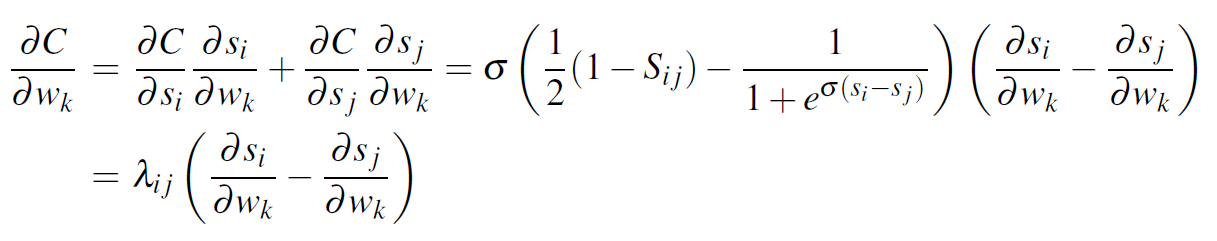 ∂C/∂w_k = ∂C/∂s_i ∂s_i/∂w_k + ∂C/∂s_j ∂s_j/∂w_k = σ ( 1/2 (1 − S_ij) − 1/(1 + e^{σ(s_i−s_j)}) ) ( ∂s_i/∂w_k − ∂s_j/∂w_k )
= λ_ij ( ∂s_i/∂w_k − ∂s_j/∂w_k )